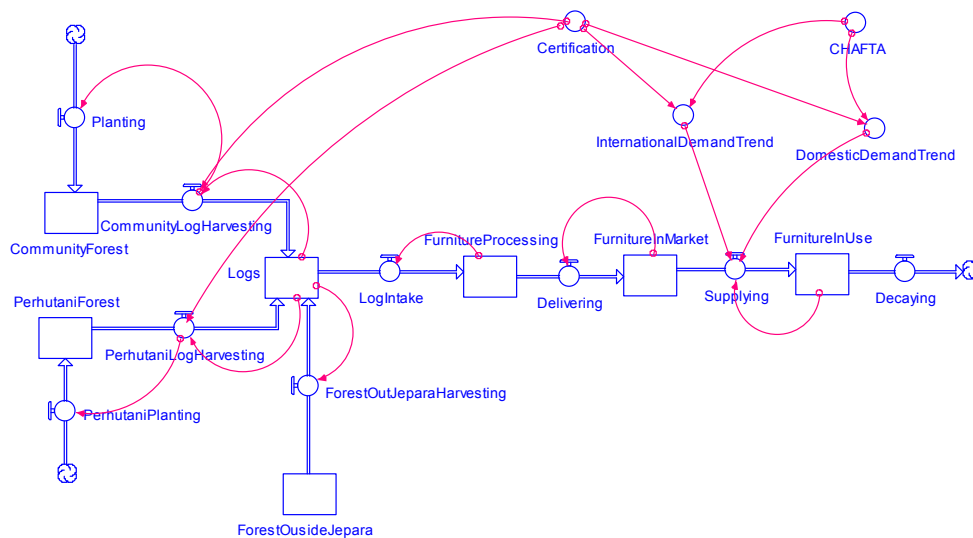 Certification
CHAFTA
Planting
InternationalDemandTrend
DomesticDemandTrend
CommunityForest
CommunityLogHarvesting
FurnitureProcessing
FurnitureInMarket
FurnitureInUse
Logs
LogIntake
Delivering
Supplying
Decaying
PerhutaniForest
PerhutaniLogHarvesting
ForestOutJeparaHarvesting
PerhutaniPlanting
ForestOusideJepara